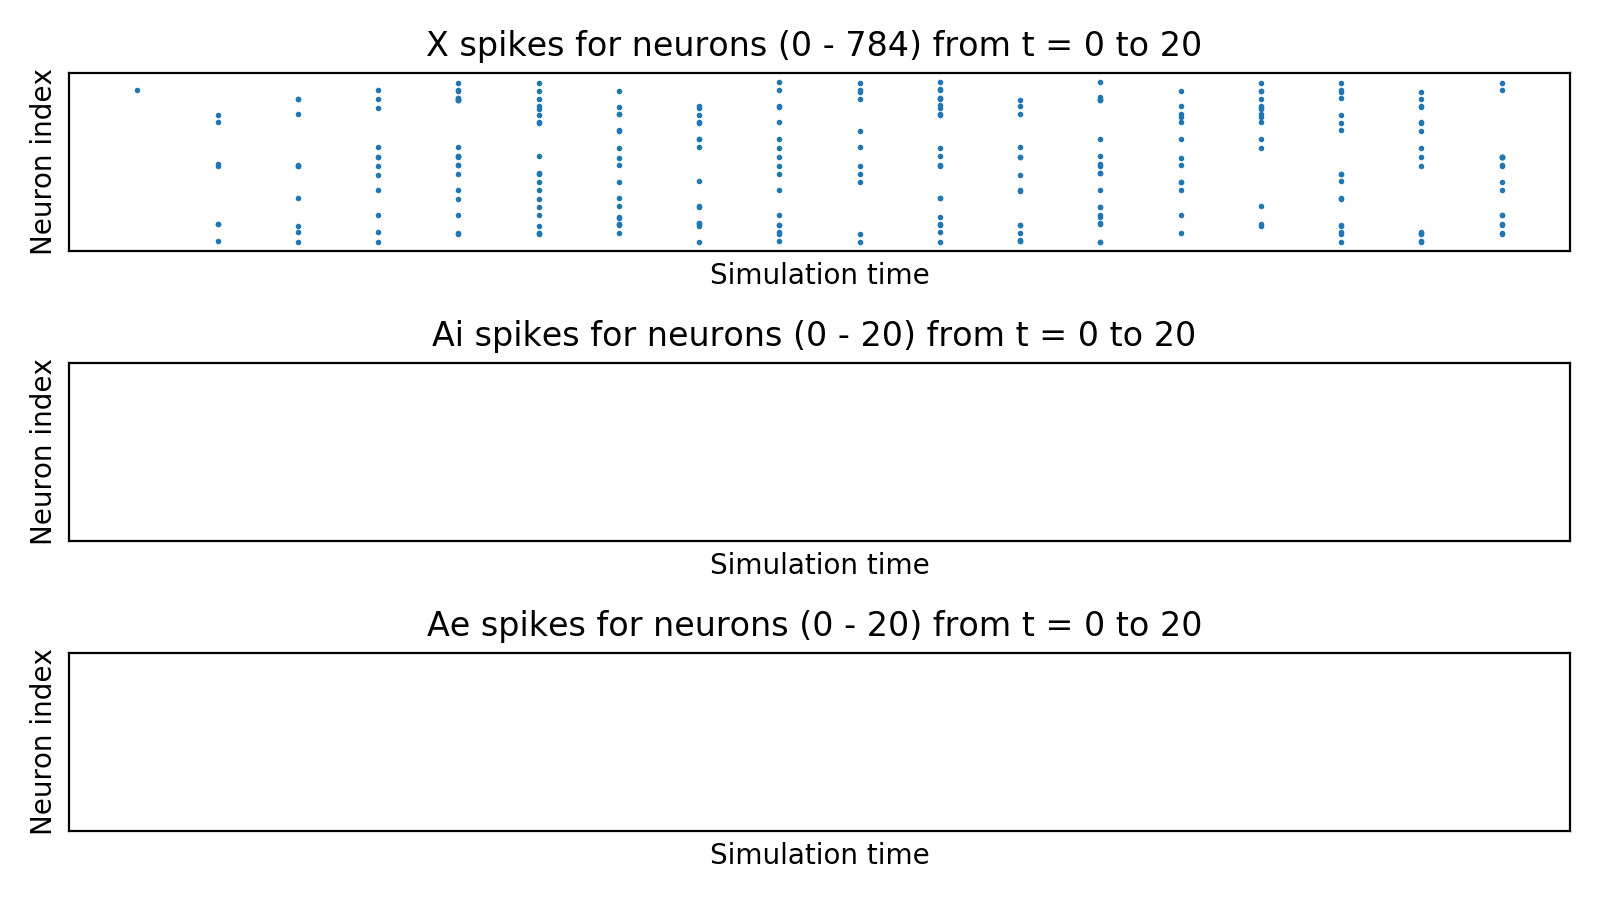 X spikes for neurons (0 - 784) from t = 0 to 20
Neuron index
Simulation time
Ai spikes for neurons (0 - 20) from t = 0 to 20
Neuron index
Simulation time
Ae spikes for neurons (0 - 20) from t = 0 to 20
Neuron index
Simulation time